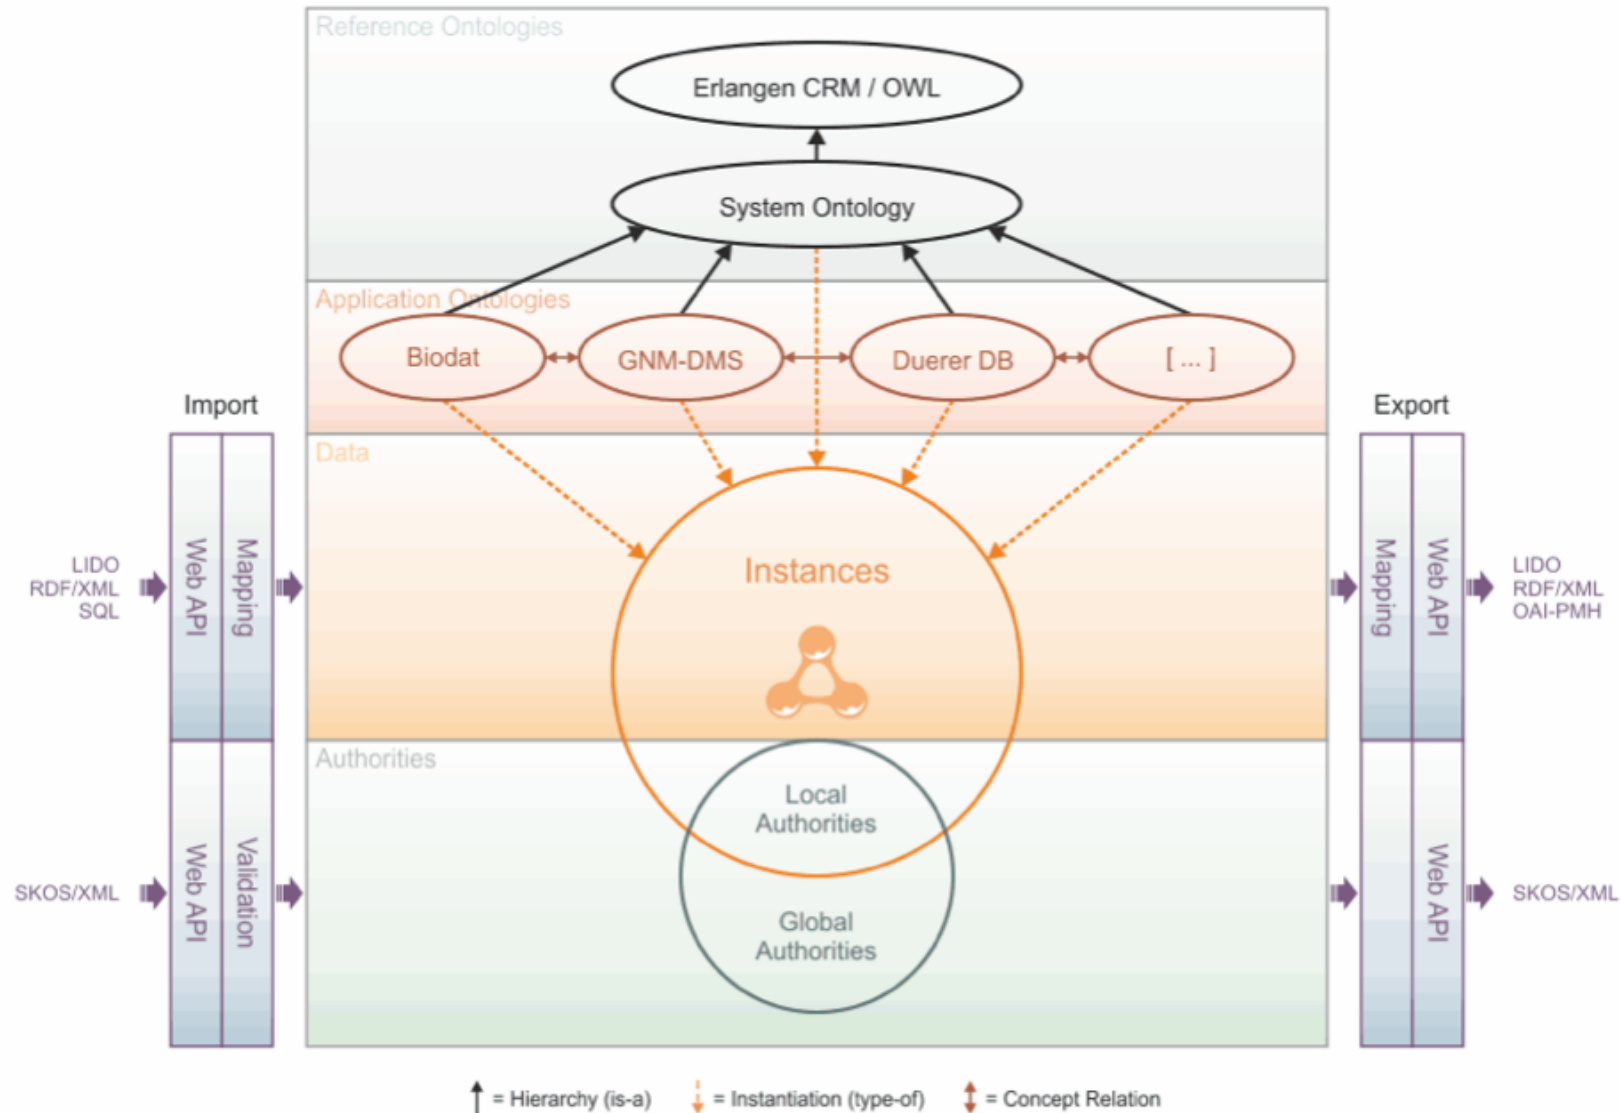 Reference Ontologies
Erlangen CRM / OWL
System Ontology
Application Ontologies
Biodat
GNM-DMS
Duerer DB
[ ... ]
Import
Export
Data
LIDO
RDF/XML
SQL
Web API
Mapping
Instances
Mapping
Web API
LIDO
RDF/XML
OAI-PMH
Authorities
Local
Authorities
Global
Authorities
SKOS/XML
Web API
Validation
Web API
SKOS/XML
= Hierarchy (is-a)
= Instantiation (type-of)
= Concept Relation